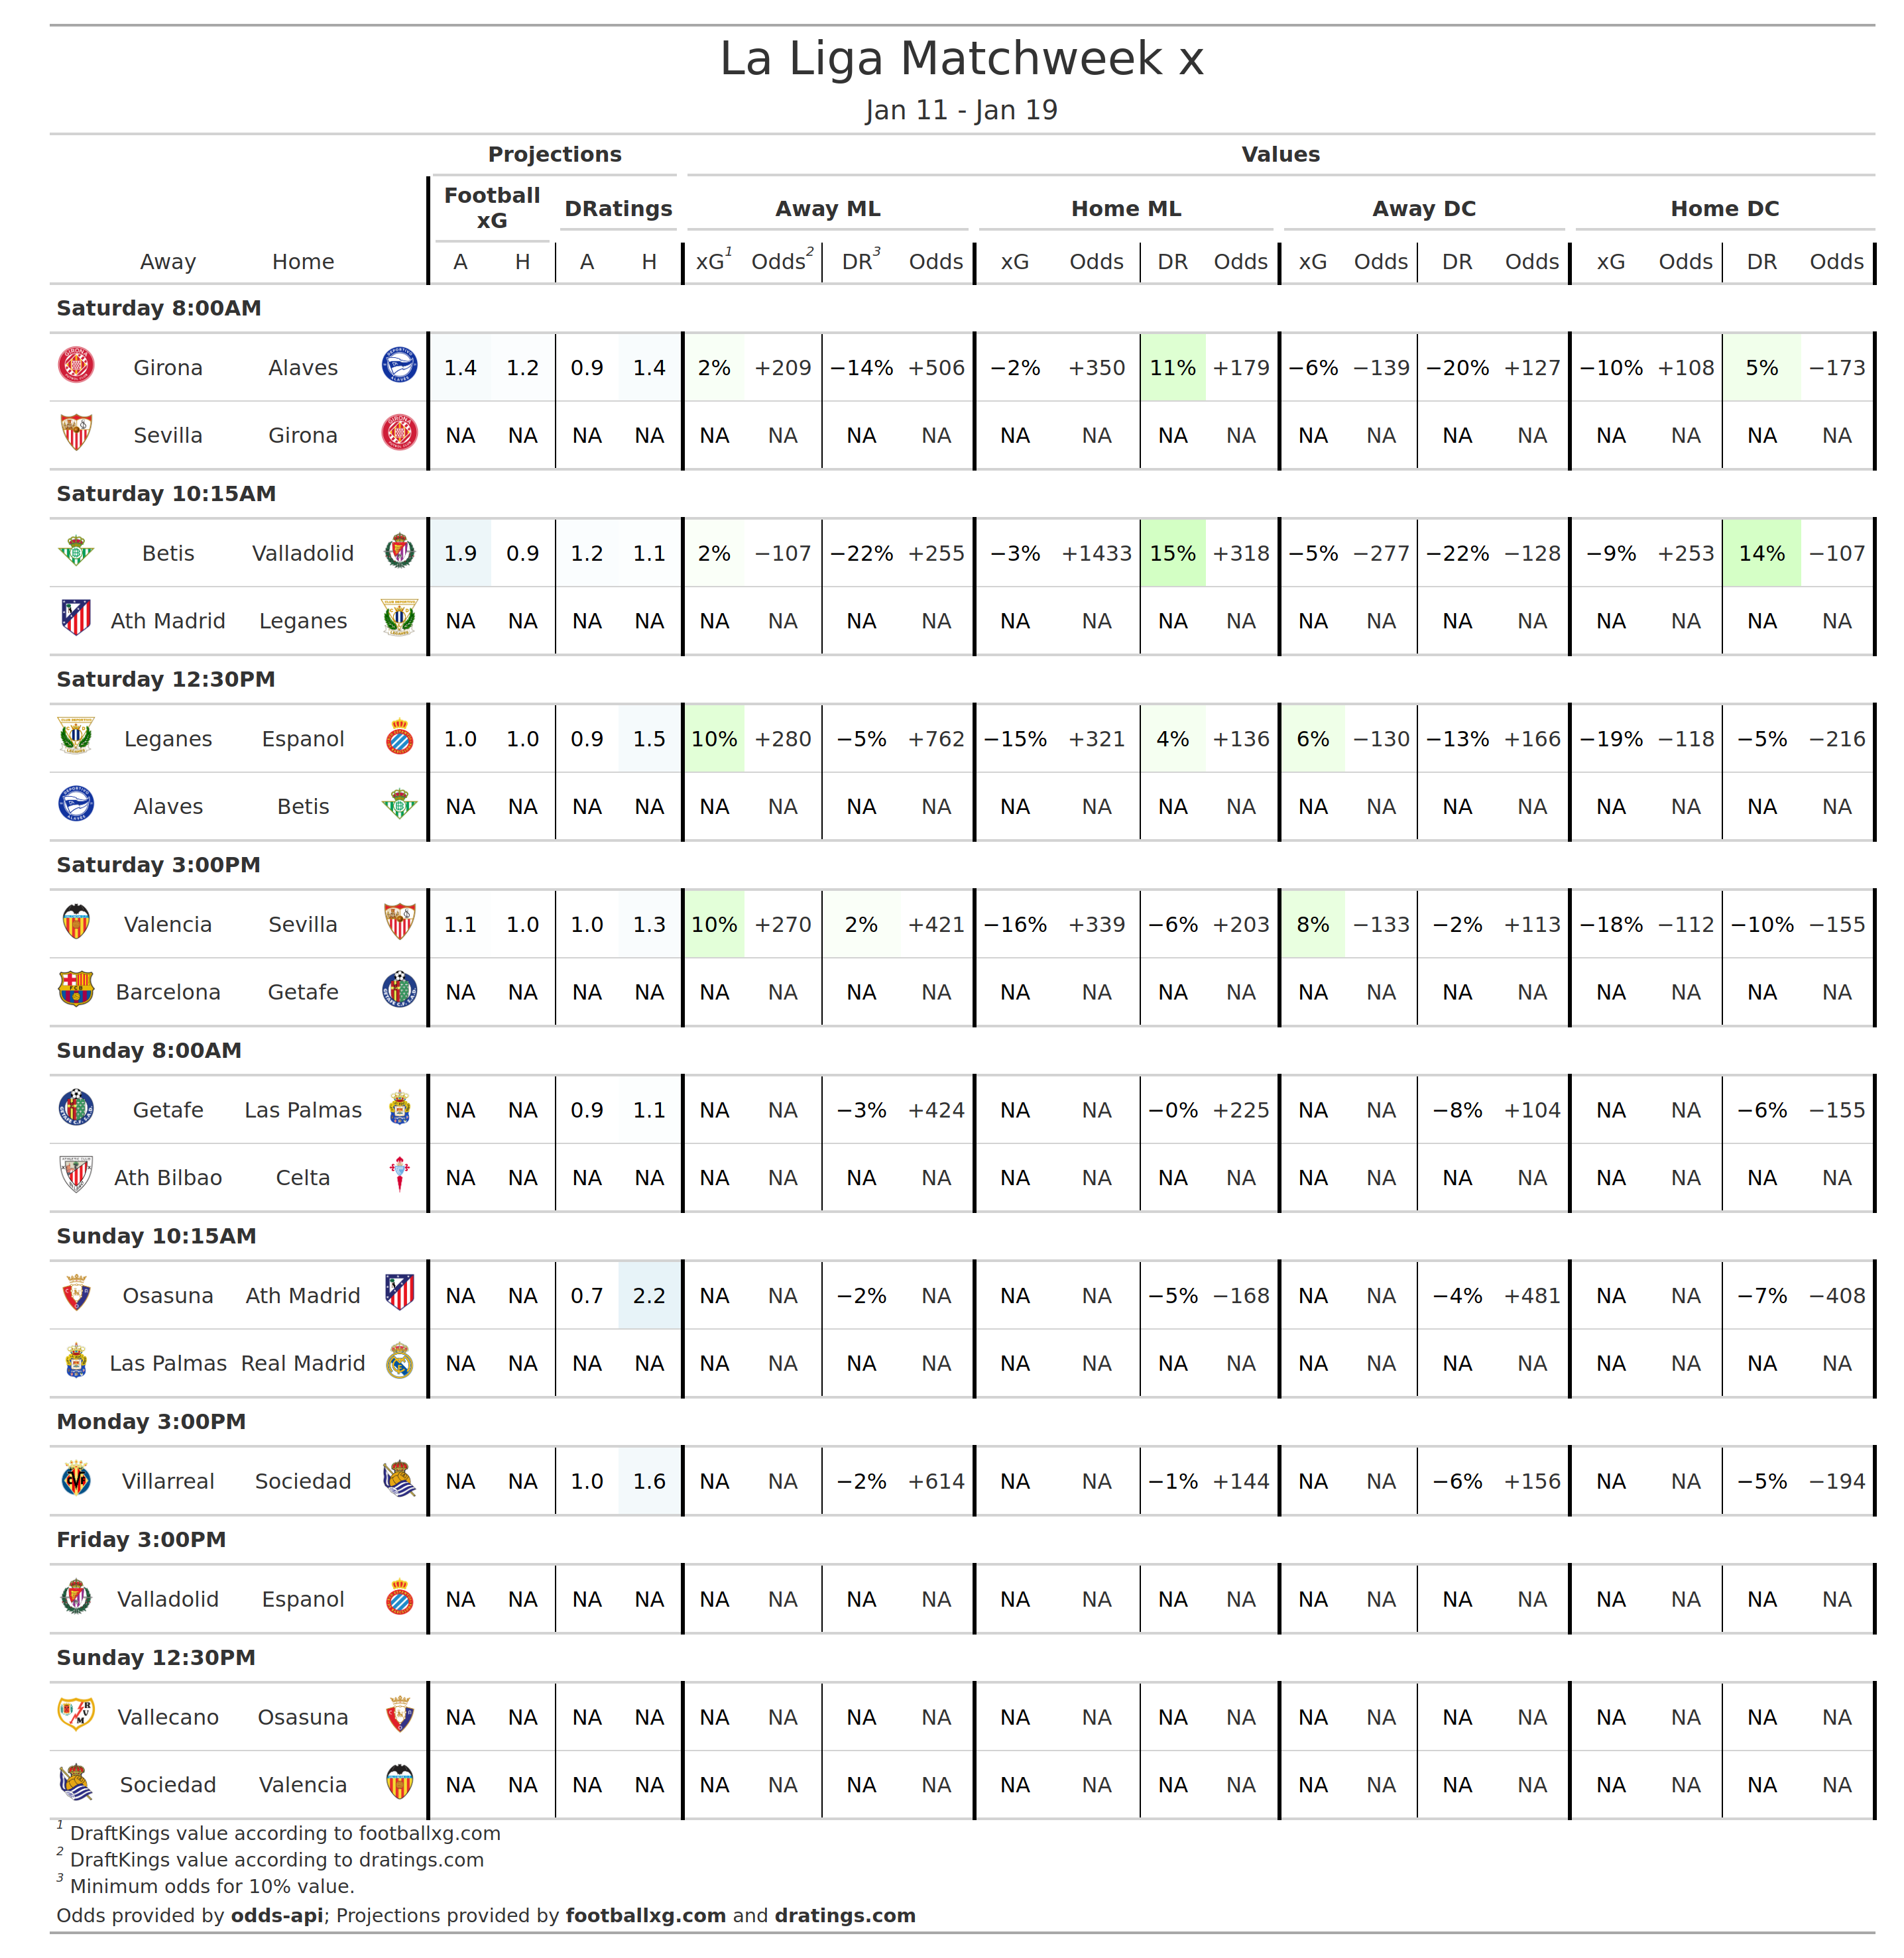 La Liga Matchweek x
Jan 11 - Jan 19
Projections Values
Football xG DRatings Away ML Home ML Away DC Home DC
Away Home A H A H xG1 Odds2 DR3 Odds xG Odds DR Odds xG Odds DR Odds xG Odds DR Odds
Saturday 8:00AM
Girona Alaves 1.4 1.2 0.9 1.4 2% +209 −14% +506 −2% +350 11% +179 −6% −139 −20% +127 −10% +108 5% −173
Sevilla Girona NA NA NA NA NA NA NA NA NA NA NA NA NA NA NA NA NA NA NA NA
Saturday 10:15AM
Betis Valladolid 1.9 0.9 1.2 1.1 2% −107 −22% +255 −3% +1433 15% +318 −5% −277 −22% −128 −9% +253 14% −107
Ath Madrid Leganes NA NA NA NA NA NA NA NA NA NA NA NA NA NA NA NA NA NA NA NA
Saturday 12:30PM
Leganes Espanol 1.0 1.0 0.9 1.5 10% +280 −5% +762 −15% +321 4% +136 6% −130 −13% +166 −19% −118 −5% −216
Alaves Betis NA NA NA NA NA NA NA NA NA NA NA NA NA NA NA NA NA NA NA NA
Saturday 3:00PM
Valencia Sevilla 1.1 1.0 1.0 1.3 10% +270 2% +421 −16% +339 −6% +203 8% −133 −2% +113 −18% −112 −10% −155
Barcelona Getafe NA NA NA NA NA NA NA NA NA NA NA NA NA NA NA NA NA NA NA NA
Sunday 8:00AM
Getafe Las Palmas NA NA 0.9 1.1 NA NA −3% +424 NA NA −0% +225 NA NA −8% +104 NA NA −6% −155
Ath Bilbao Celta NA NA NA NA NA NA NA NA NA NA NA NA NA NA NA NA NA NA NA NA
Sunday 10:15AM
Osasuna Ath Madrid NA NA 0.7 2.2 NA NA −2% NA NA NA −5% −168 NA NA −4% +481 NA NA −7% −408
Las Palmas Real Madrid NA NA NA NA NA NA NA NA NA NA NA NA NA NA NA NA NA NA NA NA
Monday 3:00PM
Villarreal Sociedad NA NA 1.0 1.6 NA NA −2% +614 NA NA −1% +144 NA NA −6% +156 NA NA −5% −194
Friday 3:00PM
Valladolid Espanol NA NA NA NA NA NA NA NA NA NA NA NA NA NA NA NA NA NA NA NA
Sunday 12:30PM
Vallecano Osasuna NA NA NA NA NA NA NA NA NA NA NA NA NA NA NA NA NA NA NA NA
Sociedad Valencia NA NA NA NA NA NA NA NA NA NA NA NA NA NA NA NA NA NA NA NA
1 DraftKings value according to footballxg.com
2 DraftKings value according to dratings.com
3 Minimum odds for 10% value.
Odds provided by odds-api; Projections provided by footballxg.com and dratings.com